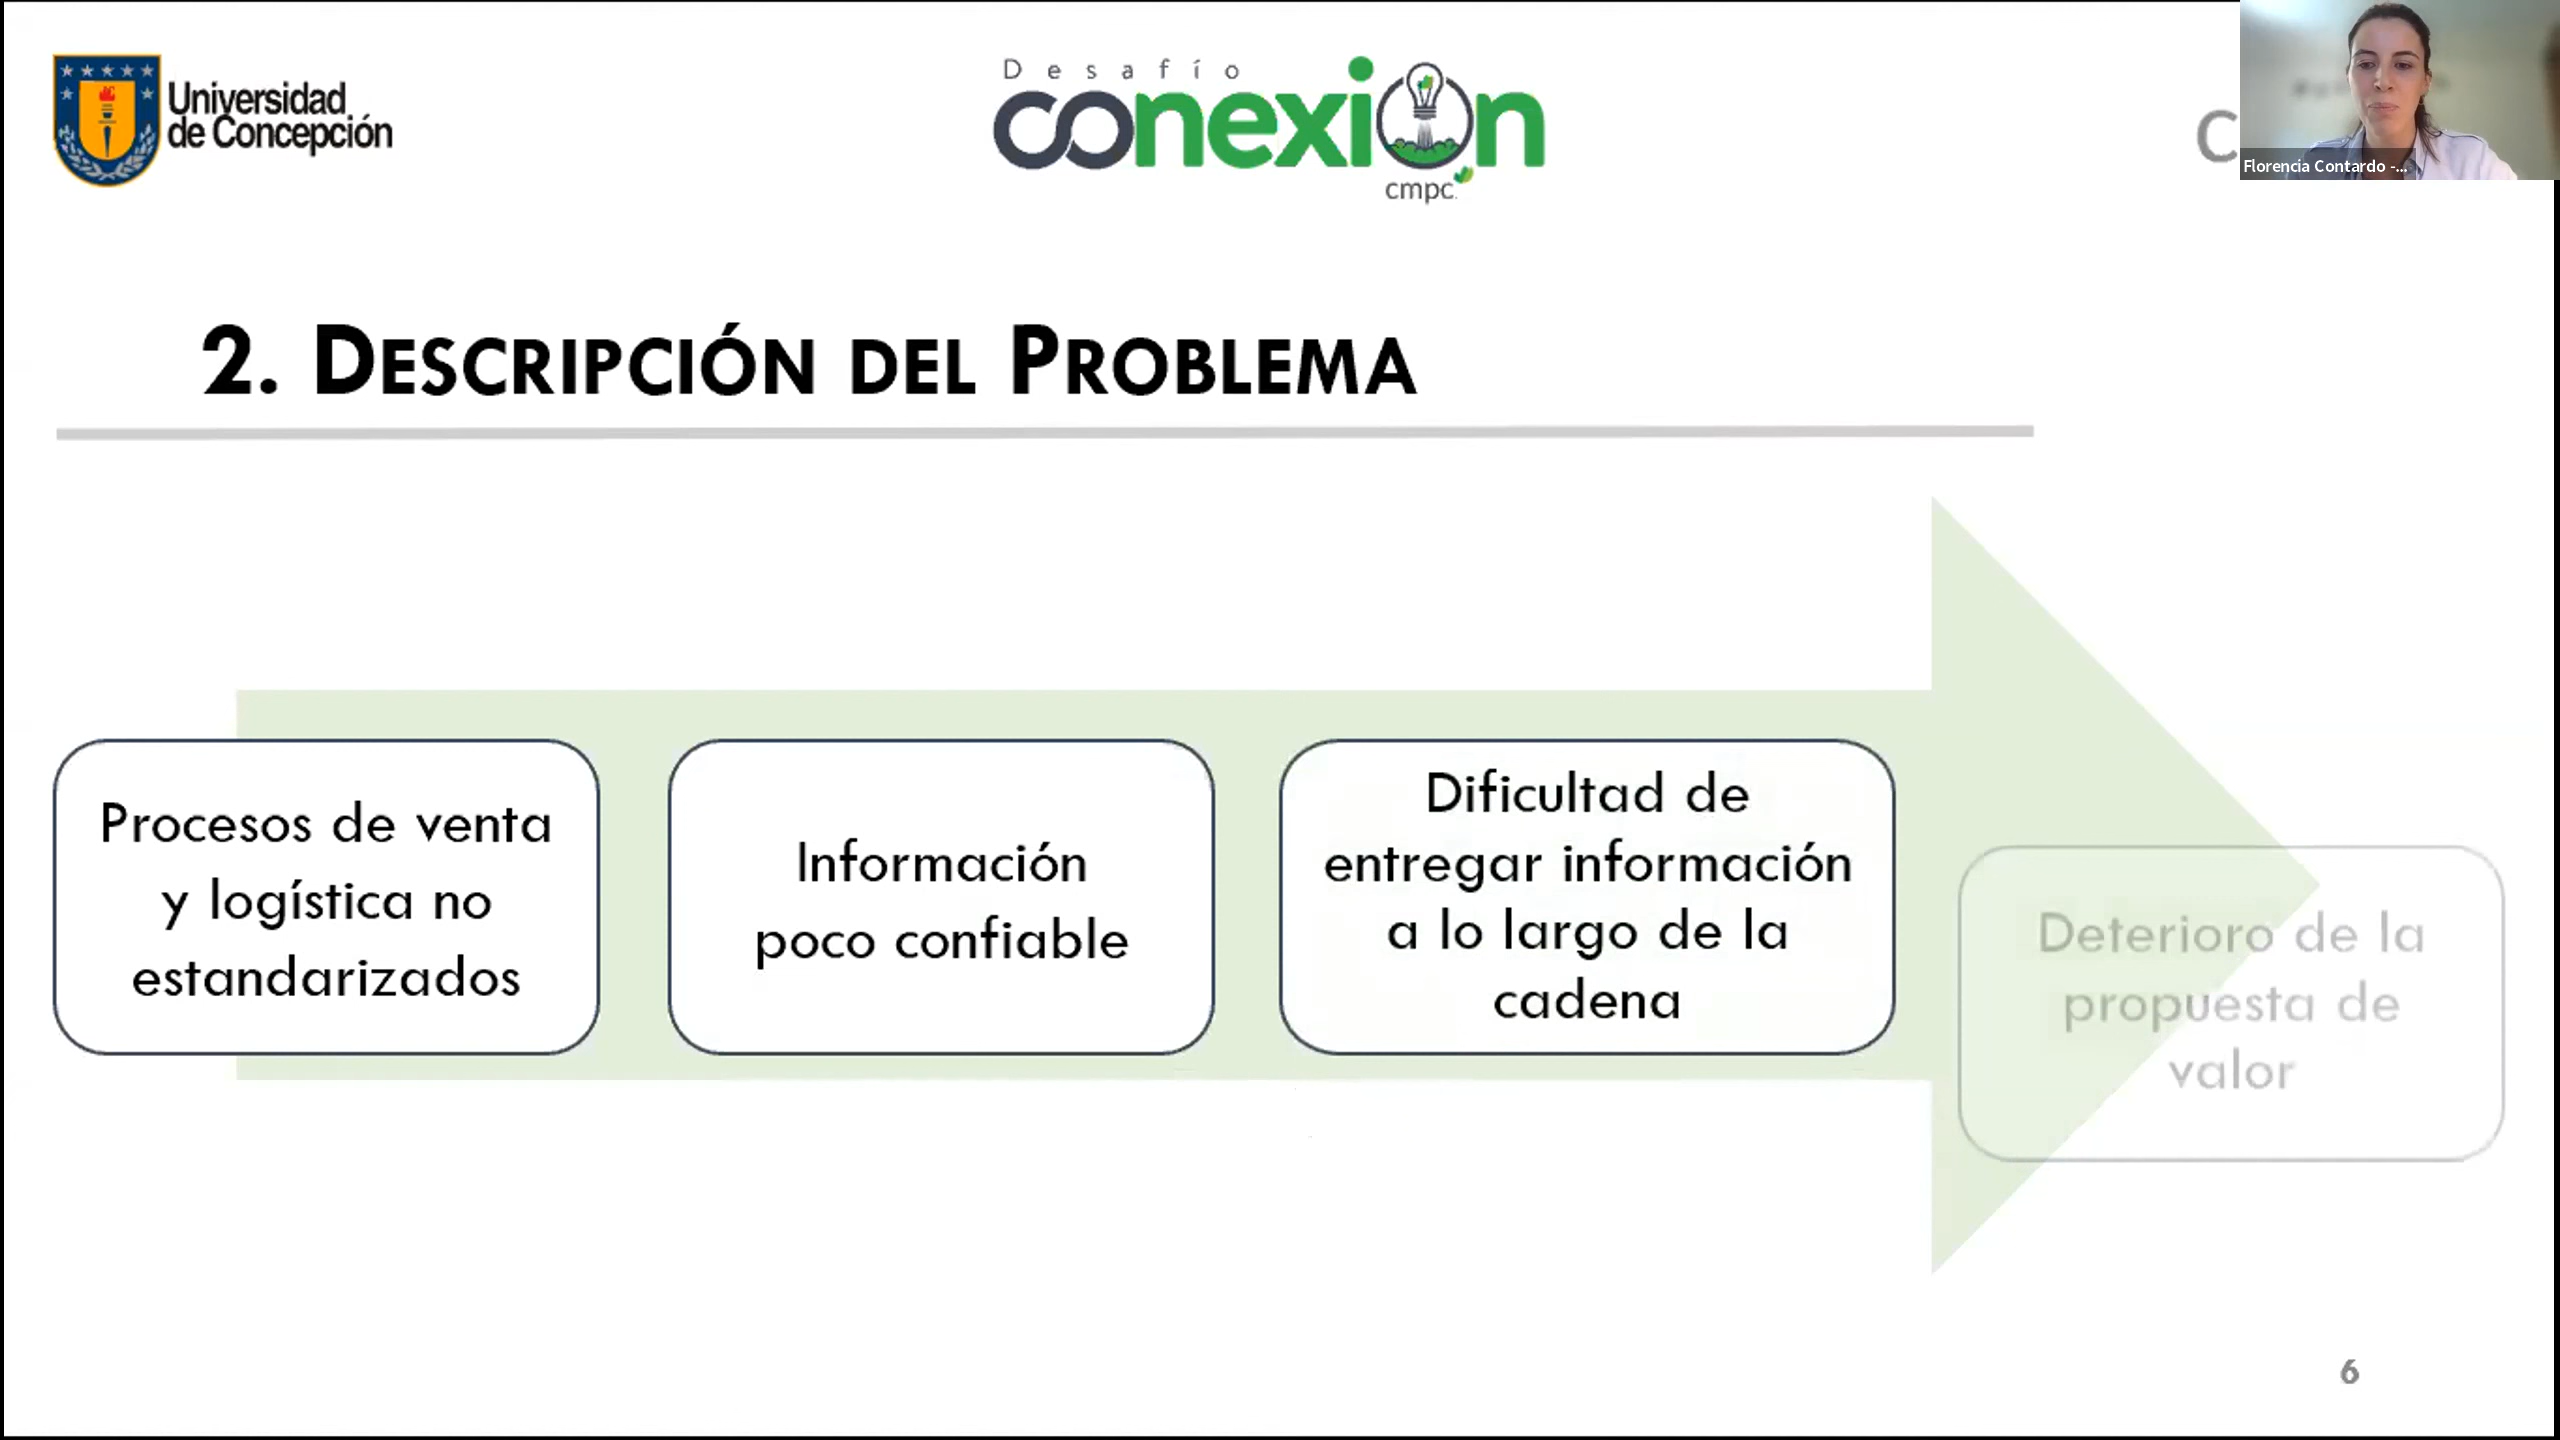 Universidad
de Concepción
Desafío
conexión
cmpc.
C
Florencia Contardo -...
2. DESCRIPCIÓN DEL PROBLEMA
Procesos de venta
y logística no
estandarizados
Información
poco confiable
Dificultad de
entregar información
a lo largo de la
cadena
Deterioro de la
propuesta de
valor
6